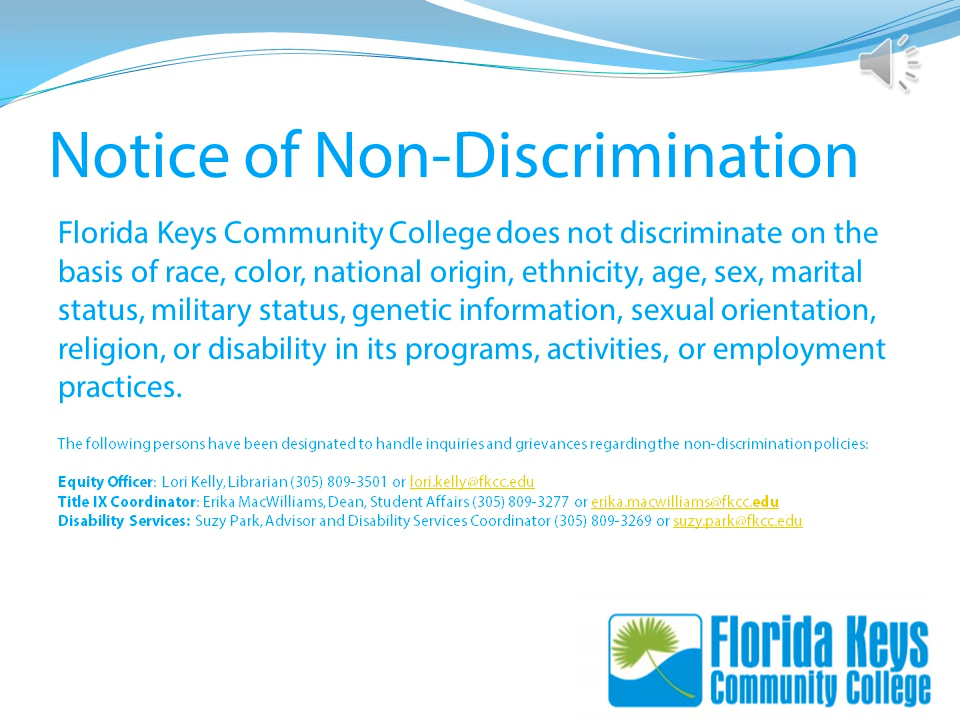 Notice of Non-Discrimination
Florida Keys Community College does not discriminate on the
basis of race, color, national origin, ethnicity, age, sex, marital
status, military status, genetic information, sexual orientation,
religion, or disability in its programs, activities, or employment
practices.
The following persons have been designated to handle inquiries and grievances regarding the non-discrimination policies:
Equity Officer: Lori Kelly, Librarian (305) 809-3501 or lori.kelly@fkcc.edu
Title IX Coordinator: Erika MacWilliams, Dean, Student Affairs (305) 809-3277 or erika.macwilliams@fkcc.edu
Disability Services: Suzy Park, Advisor and Disability Services Coordinator (305) 809-3269 or suzy.park@fkcc.edu
Florida Keys
Community College